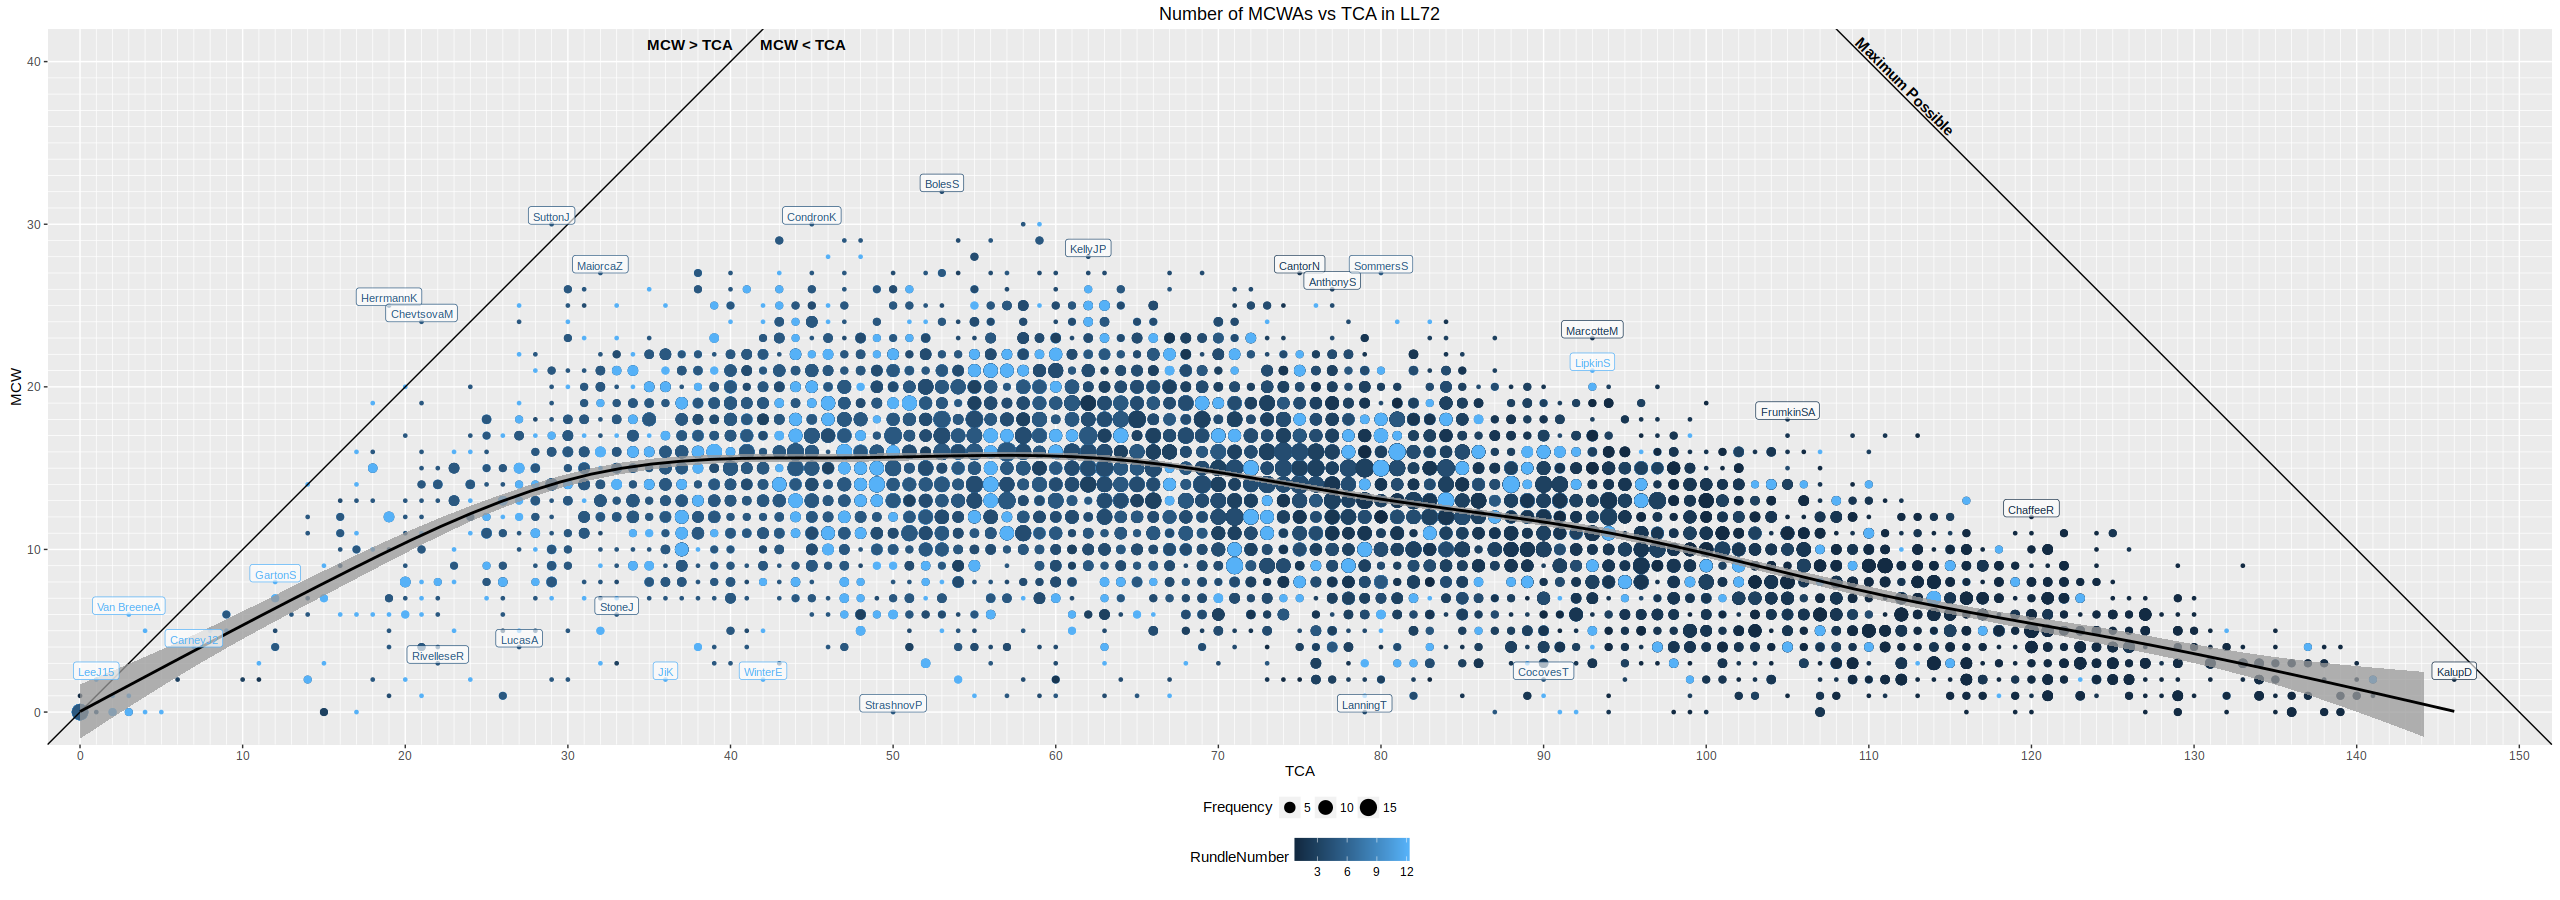 Number of MCWAs vs TCA in LL72
MCW > TCA
MCW < TCA
Maximum Possible
MCW
40
30
20
10
0
BolesS
SuttonJ
CondronK
KellyJP
MaiorcaZ
CantorN
SommersS
AnthonyS
HerrmannK
ChevtsovaM
MarcotteM
LipkinS
FrumkinSA
ChaffeeR
GartonS
Van BreeneA
StoneJ
CarneyJ2
LucasA
RivelleseR
LeeJ15
JiK
WinterE
CocovesT
KalupD
StrashnovP
LanningT
0 10 20 30 40 50 60 70 80 90 100 110 120 130 140 150
TCA
Frequency 5 10 15
RundleNumber
3 6 9 12